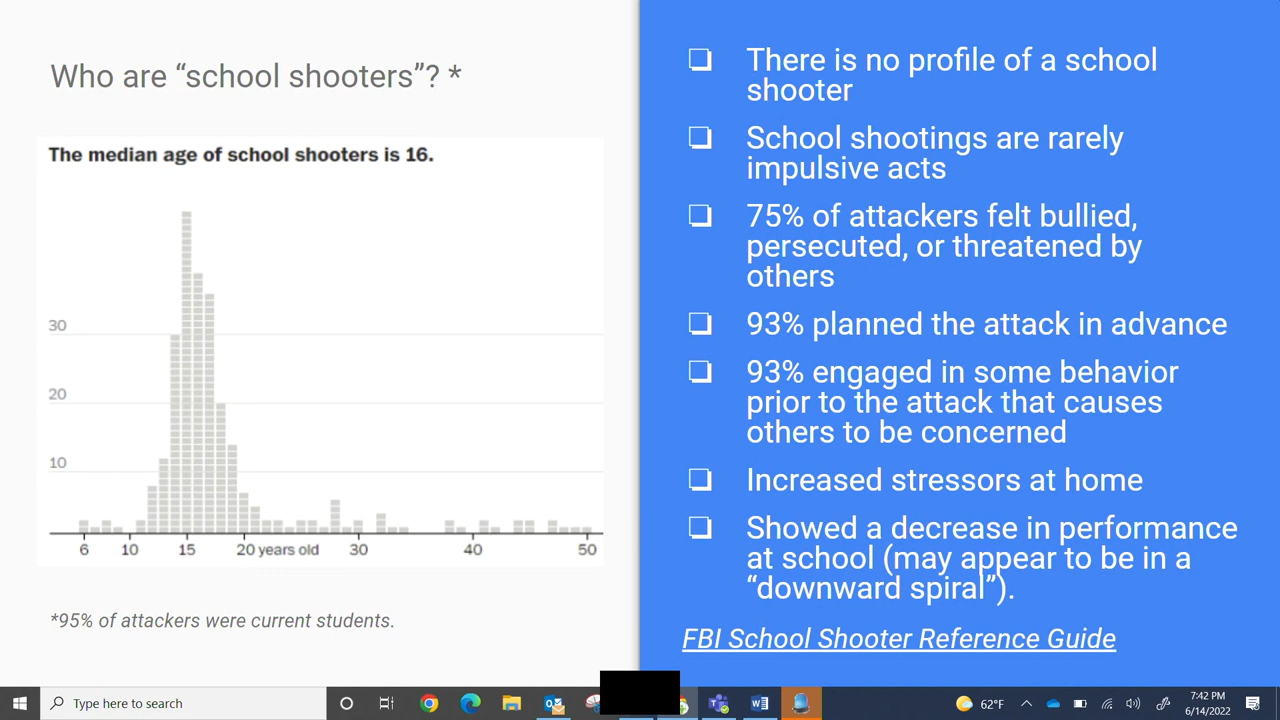 Who are “school shooters”? *
The median age of school shooters is 16.
30
20
10
6 10 15 20 years old 30 40 50
*95% of attackers were current students.
There is no profile of a school
shooter
School shootings are rarely
impulsive acts
75% of attackers felt bullied,
persecuted, or threatened by
others
93% planned the attack in advance
93% engaged in some behavior
prior to the attack that causes
others to be concerned
Increased stressors at home
Showed a decrease in performance
at school (may appear to be in a
“downward spiral”).
FBI School Shooter Reference Guide
Type here to search
62°F
7:42 PM
6/14/2022